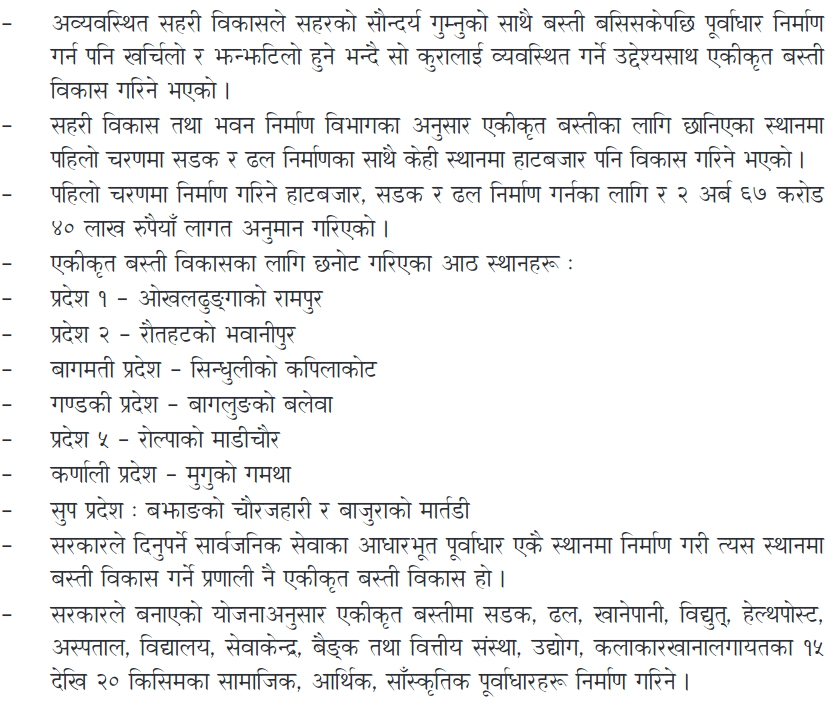 - अव्यवस्थित सहरी विकासले सहरको सौन्दर्य गुम्नुको साथै बस्ती बसिसकेपछि पूर्वाधार निर्माण
गर्न पनि खर्चिलो र झन्झटिलो हुने भन्दै सो कुरालाई व्यवस्थित गर्ने उद्देश्यसाथ एकीकृत बस्ती
विकास गरिने भएको ।
- सहरी विकास तथा भवन निर्माण विभागका अनुसार एकीकृत बस्तीका लागि छानिएका स्थानमा
पहिलो चरणमा सडक र ढल निर्माणका साथै केही स्थानमा हाटबजार पनि विकास गरिने भएको ।
- पहिलो चरणमा निर्माण गरिने हाटबजार, सडक र ढल निर्माण गर्नका लागि र २ अर्ब ६७ करोड
४० लाख रुपैयाँ लागत अनुमान गरिएको ।
- एकीकृत बस्ती विकासका लागि छनोट गरिएका आठ स्थानहरू :
- प्रदेश १ - ओखलढुङ्गाको रामपुर
- प्रदेश २ - रौतहटको भवानीपुर
- बागमती प्रदेश - सिन्धुलीको कपिलाकोट
- गण्डकी प्रदेश - बागलुङको बलेवा
- प्रदेश ५ - रोल्पाको माडीचौर
- कर्णाली प्रदेश - मुगुको गमथा
- सुप प्रदेश : बझाङको चौरजहारी र बाजुराको मार्तडी
- सरकारले दिनुपर्ने सार्वजनिक सेवाका आधारभूत पूर्वाधार एकै स्थानमा निर्माण गरी त्यस स्थानमा
बस्ती विकास गर्ने प्रणाली नै एकीकृत बस्ती विकास हो ।
- सरकारले बनाएको योजनाअनुसार एकीकृत बस्तीमा सडक, ढल, खानेपानी, विद्युत्, हेल्थपोस्ट,
अस्पताल, विद्यालय, सेवाकेन्द्र, बैङ्क तथा वित्तीय संस्था, उद्योग, कलाकारखानालगायतका १५
देखि २० किसिमका सामाजिक, आर्थिक, साँस्कृतिक पूर्वाधारहरू निर्माण गरिने ।